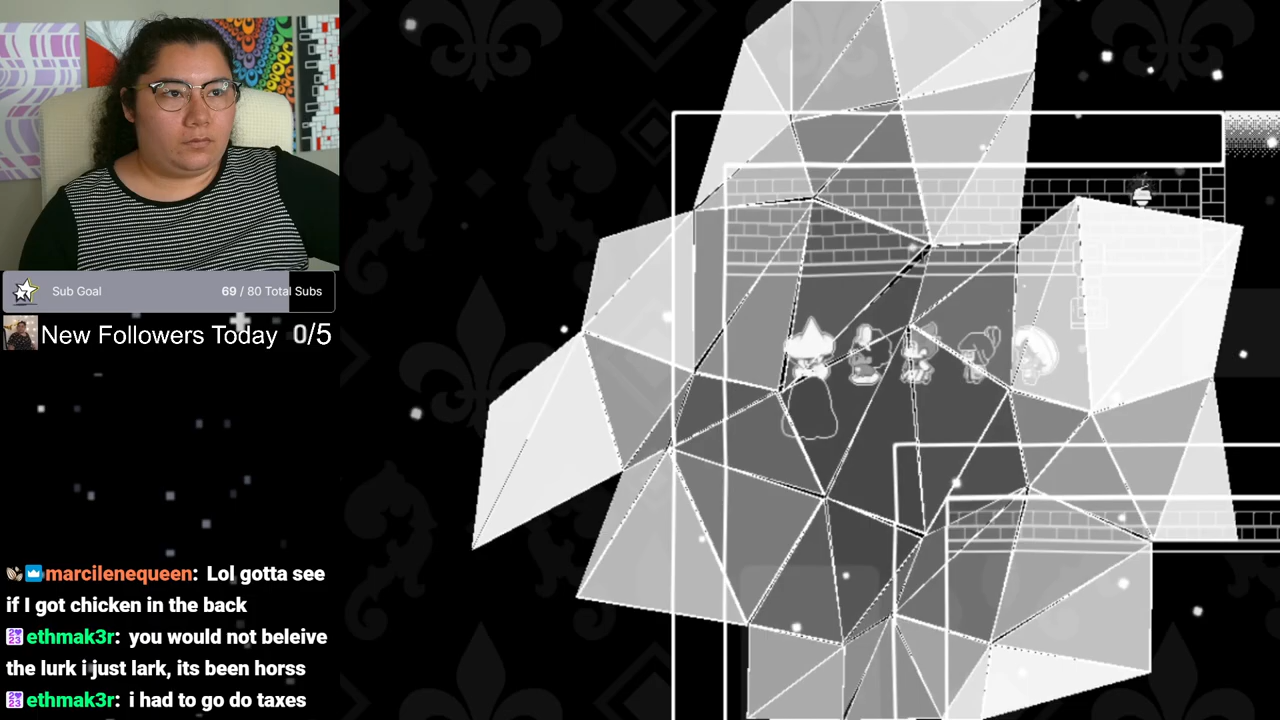 Sub Goal 69 / 80 Total Subs
New Followers Today 0/5
marcilenequeen: Lol gotta see
if I got chicken in the back
ethmak3r: you would not beleive
the lurk i just lark, its been horss
ethmak3r: i had to go do taxes